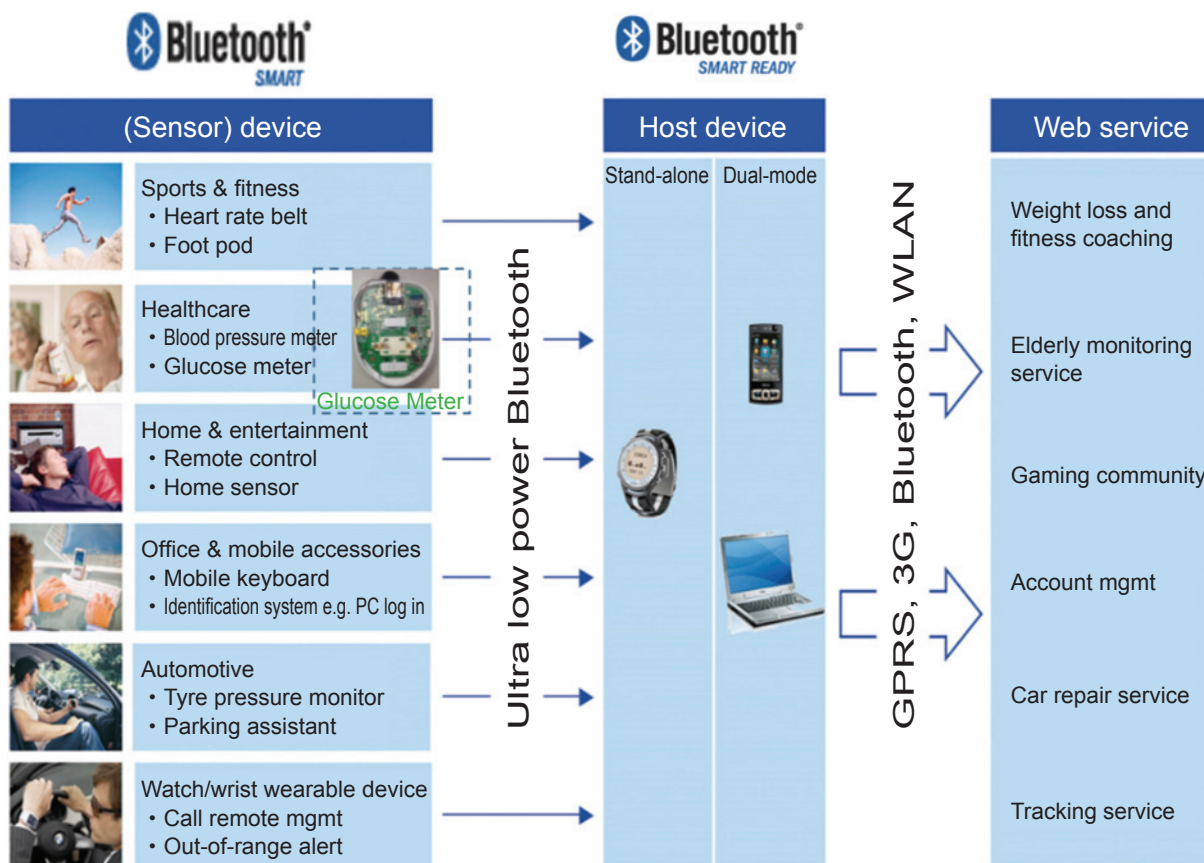 Bluetooth®
SMART
Bluetooth®
SMART READY
(Sensor) device
Host device
Web service
Stand-alone
Dual-mode
Sports & fitness
• Heart rate belt
• Foot pod
Healthcare
• Blood pressure meter
• Glucose meter
Glucose Meter
Home & entertainment
• Remote control
• Home sensor
Office & mobile accessories
• Mobile keyboard
• Identification system e.g. PC log in
Automotive
• Tyre pressure monitor
• Parking assistant
Watch/wrist wearable device
• Call remote mgmt
• Out-of-range alert
Ultra low power Bluetooth
GPRS, 3G, Bluetooth, WLAN
Weight loss and
fitness coaching
Elderly monitoring
service
Gaming community
Account mgmt
Car repair service
Tracking service